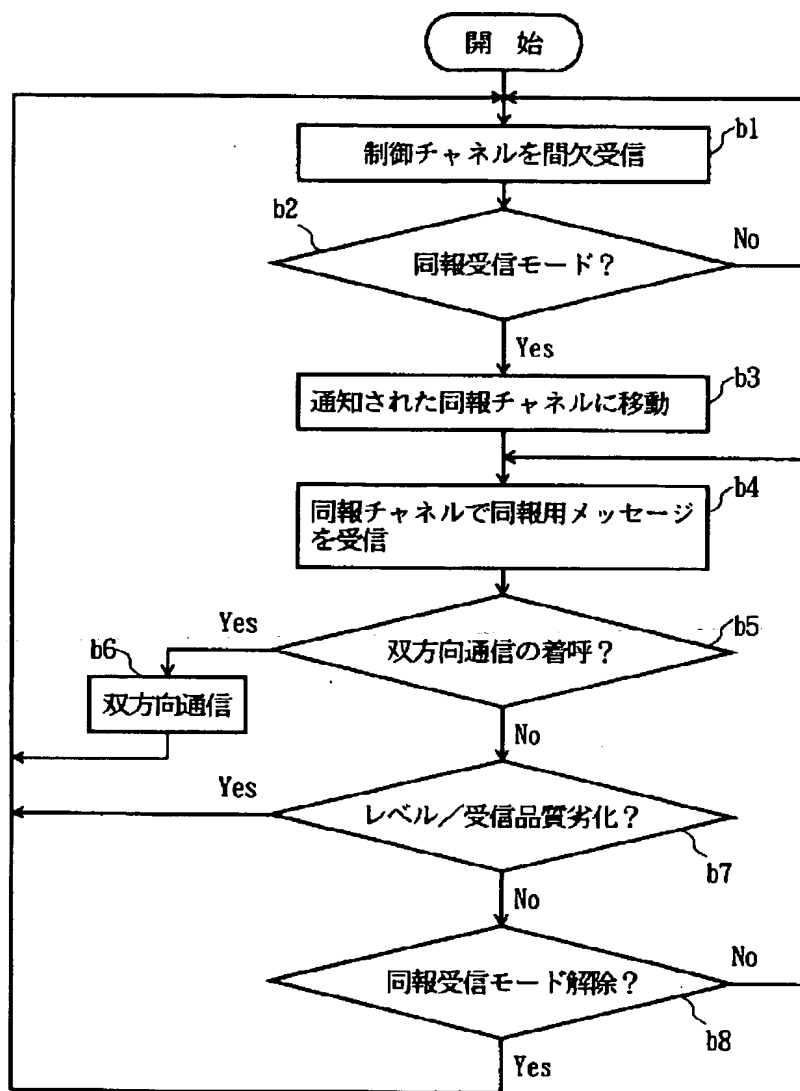 開 始
b1
制御チャネルを間欠受信
b2
同報受信モード？
No
Yes
b3
通知された同報チャネルに移動
b4
同報チャネルで同報用メッセージ
を受信
b5
双方向通信の着呼？
Yes
b6
双方向通信
No
Yes
レベル／受信品質劣化？
b7
No
同報受信モード解除？
No
b8
Yes